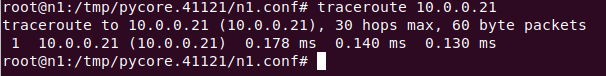 root@n1:/tmp/pycore.41121/n1.conf# traceroute 10.0.0.21
traceroute to 10.0.0.21 (10.0.0.21), 30 hops max, 60 byte packets
 1  10.0.0.21 (10.0.0.21)  0.178 ms  0.140 ms  0.130 ms
root@n1:/tmp/pycore.41121/n1.conf#